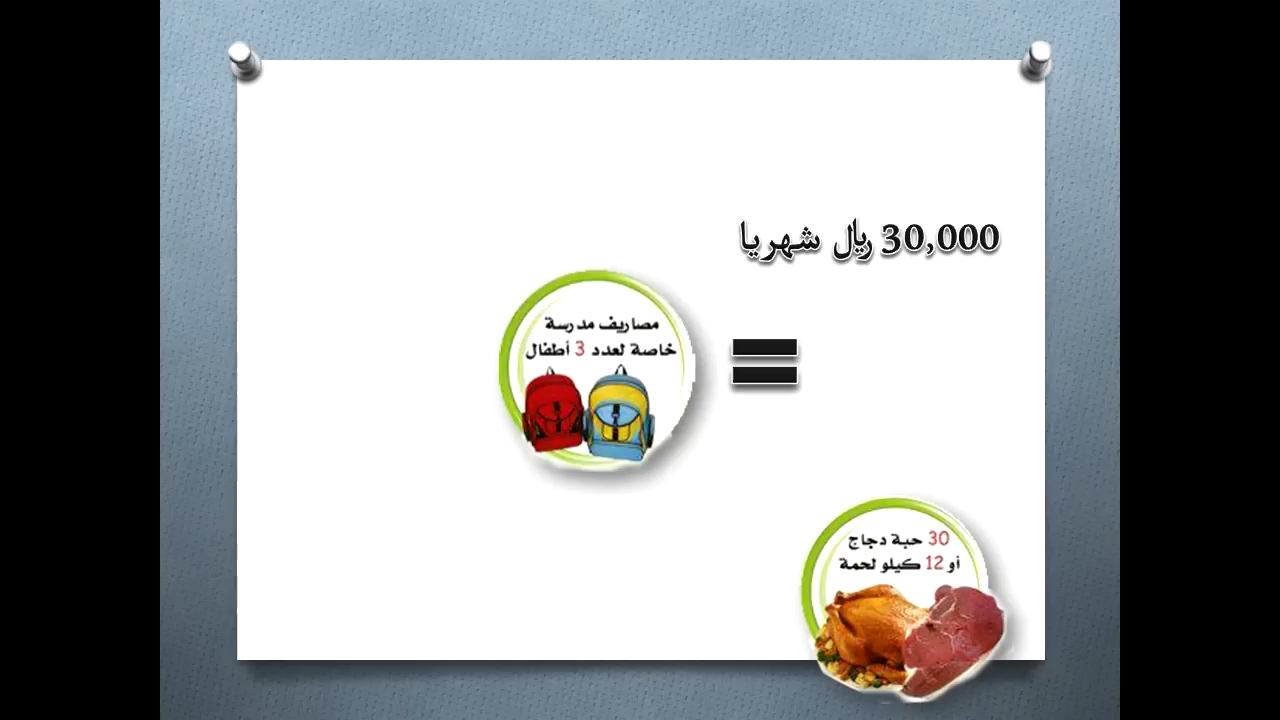 30,000 ريال شهريا
مصاريف مدرسة
خاصة لعدد 3 أطفال
=
30 حبة دجاج
أو 12 كيلو لحمة